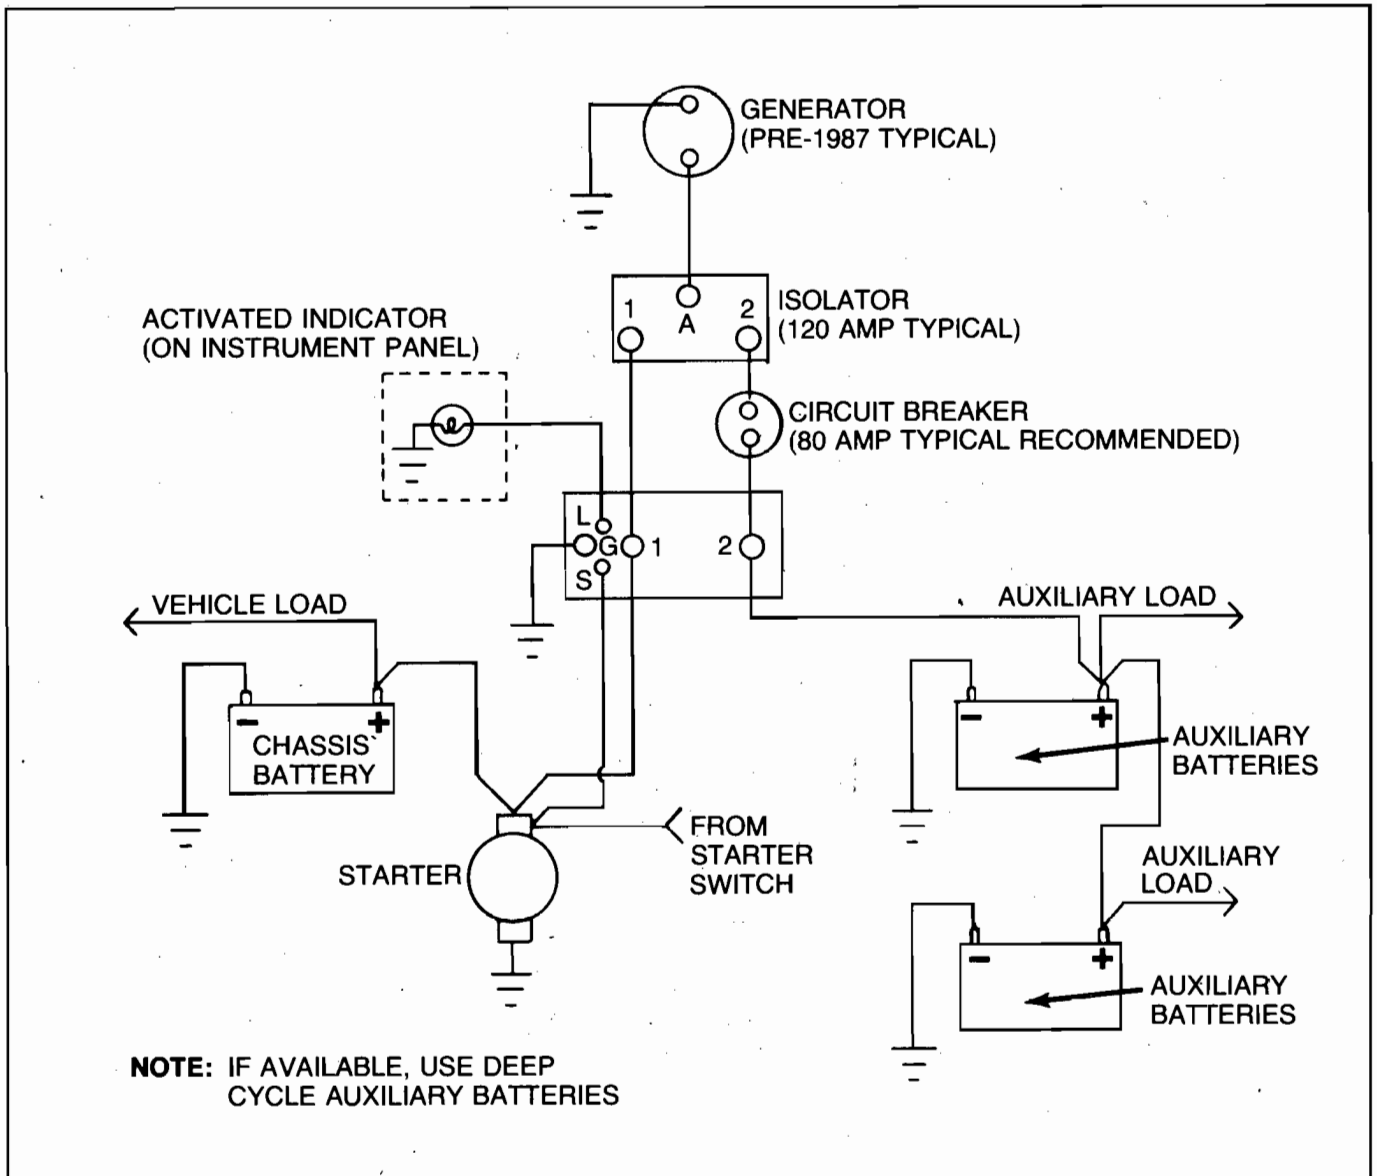 GENERATOR
(PRE-1987 TYPICAL)
1
A
2
ISOLATOR
(120 AMP TYPICAL)
ACTIVATED INDICATOR
(ON INSTRUMENT PANEL)
CIRCUIT BREAKER
(80 AMP TYPICAL RECOMMENDED)
L
G
1
2
S
VEHICLE LOAD
AUXILIARY LOAD
- +
CHASSIS
BATTERY
- +
AUXILIARY
BATTERIES
FROM
STARTER
SWITCH
STARTER
AUXILIARY
LOAD
- +
AUXILIARY
BATTERIES
NOTE: IF AVAILABLE, USE DEEP
CYCLE AUXILIARY BATTERIES